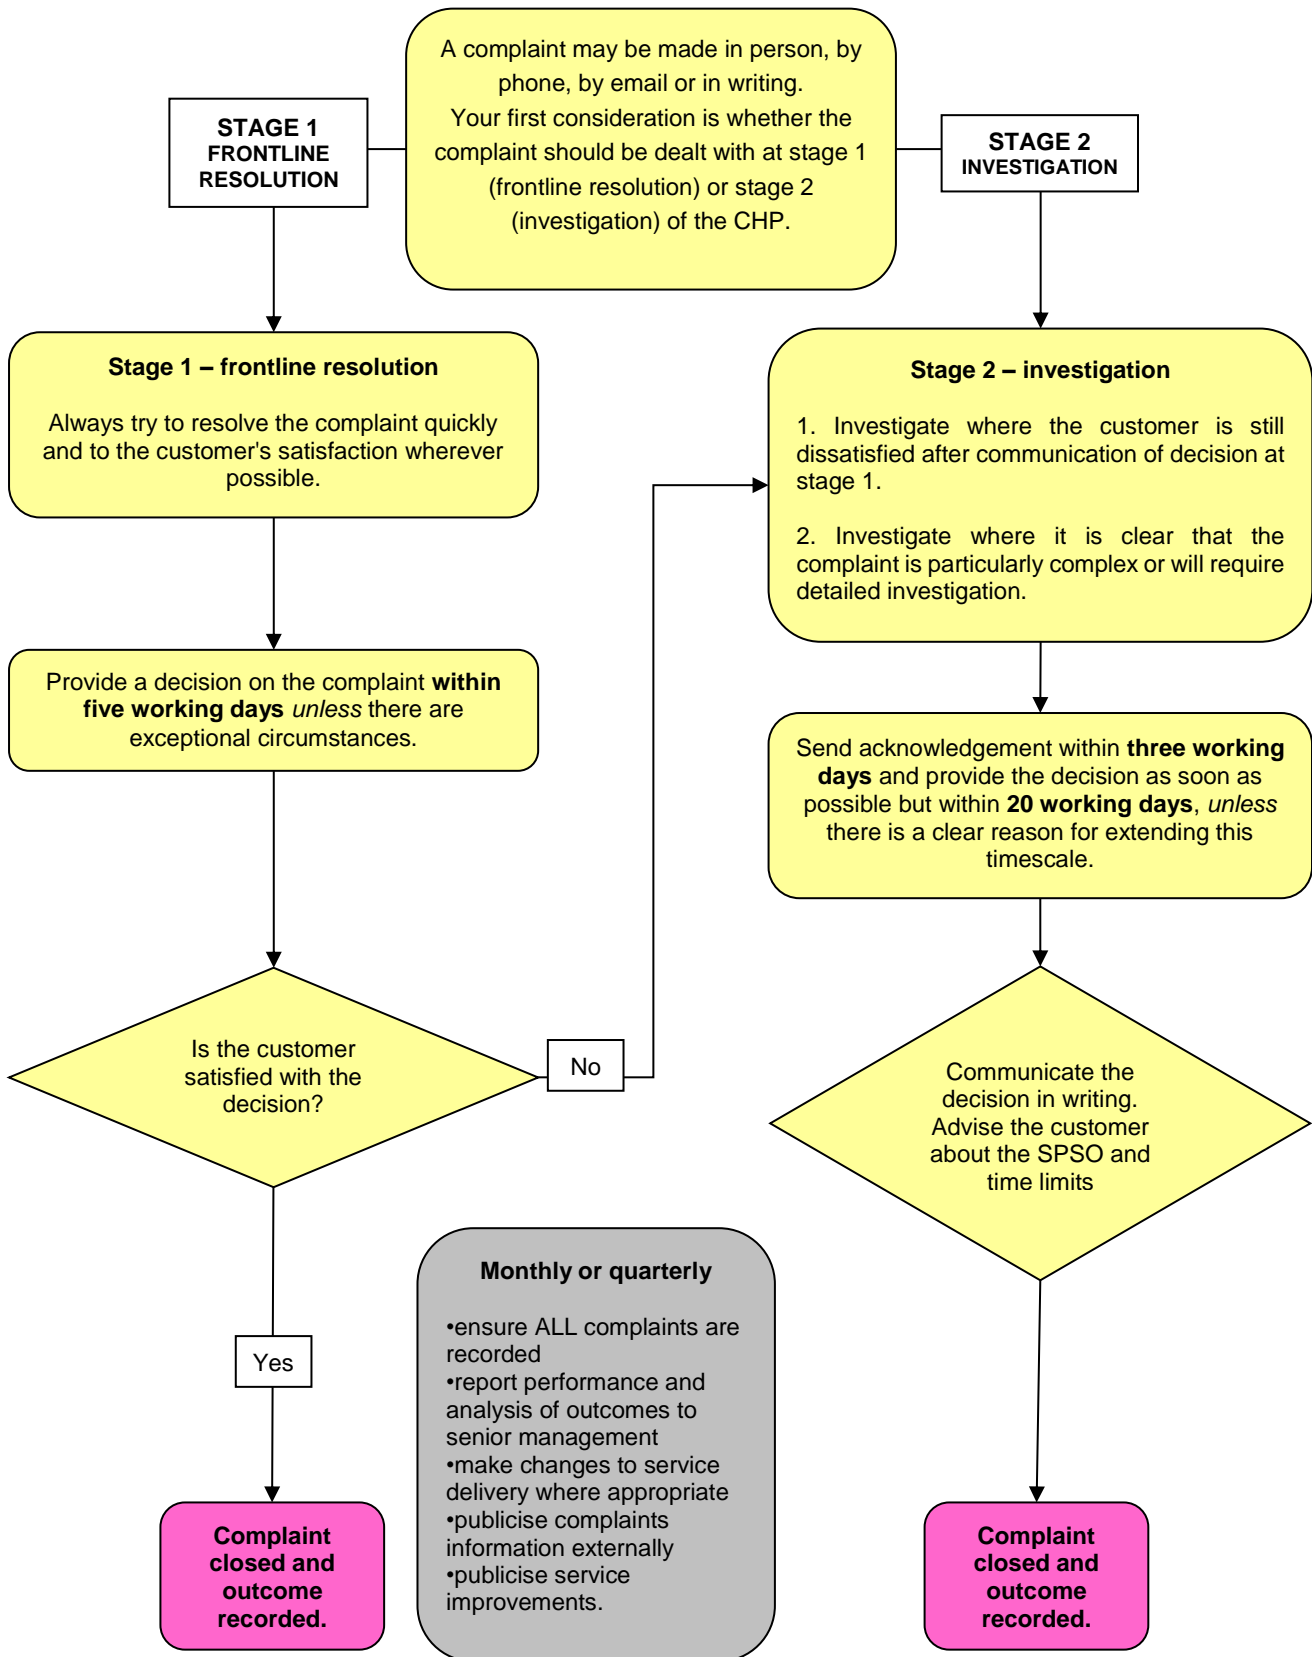 A complaint may be made in person, by
phone, by email or in writing.
Your first consideration is whether the
complaint should be dealt with at stage 1
(frontline resolution) or stage 2
(investigation) of the CHP.
STAGE 1
FRONTLINE
RESOLUTION
STAGE 2
INVESTIGATION
Stage 1 – frontline resolution
Always try to resolve the complaint quickly
and to the customer's satisfaction wherever
possible.
Provide a decision on the complaint within
five working days unless there are
exceptional circumstances.
Is the customer
satisfied with the
decision?
No
Yes
Complaint
closed and
outcome
recorded.
Stage 2 – investigation
1. Investigate where the customer is still
dissatisfied after communication of decision at
stage 1.
2. Investigate where it is clear that the
complaint is particularly complex or will require
detailed investigation.
Send acknowledgement within three working
days and provide the decision as soon as
possible but within 20 working days, unless
there is a clear reason for extending this
timescale.
Communicate the
decision in writing.
Advise the customer
about the SPSO and
time limits
Complaint
closed and
outcome
recorded.
Monthly or quarterly
•ensure ALL complaints are
recorded
•report performance and
analysis of outcomes to
senior management
•make changes to service
delivery where appropriate
•publicise complaints
information externally
•publicise service
improvements.